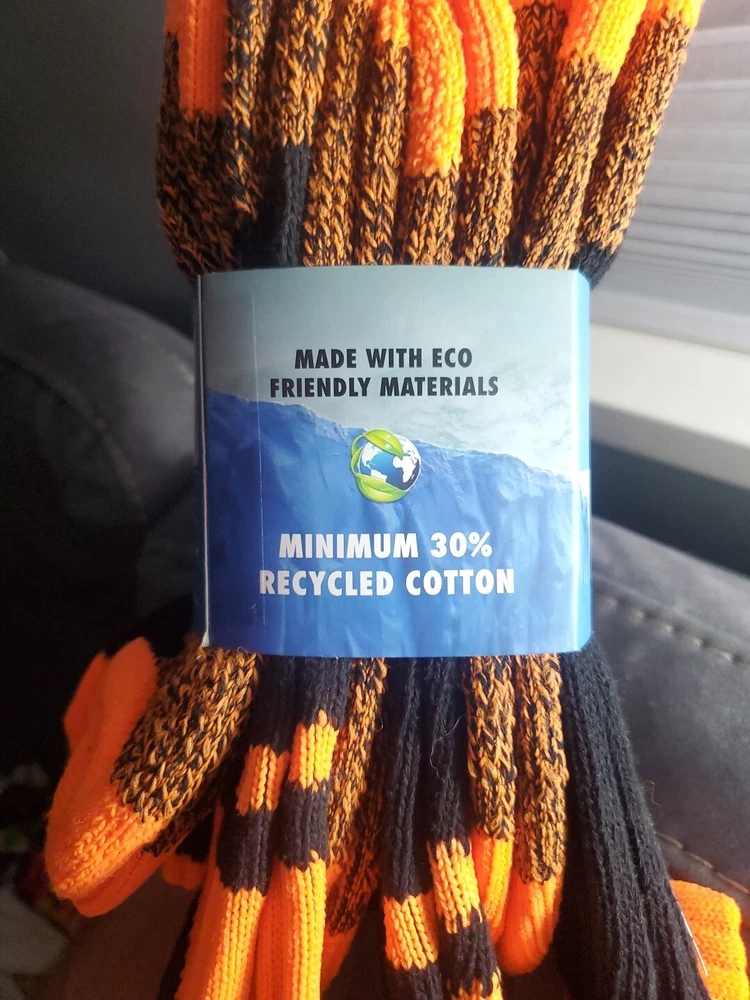 MADE WITH ECO
FRIENDLY MATERIALS
MINIMUM 30%
RECYCLED COTTON